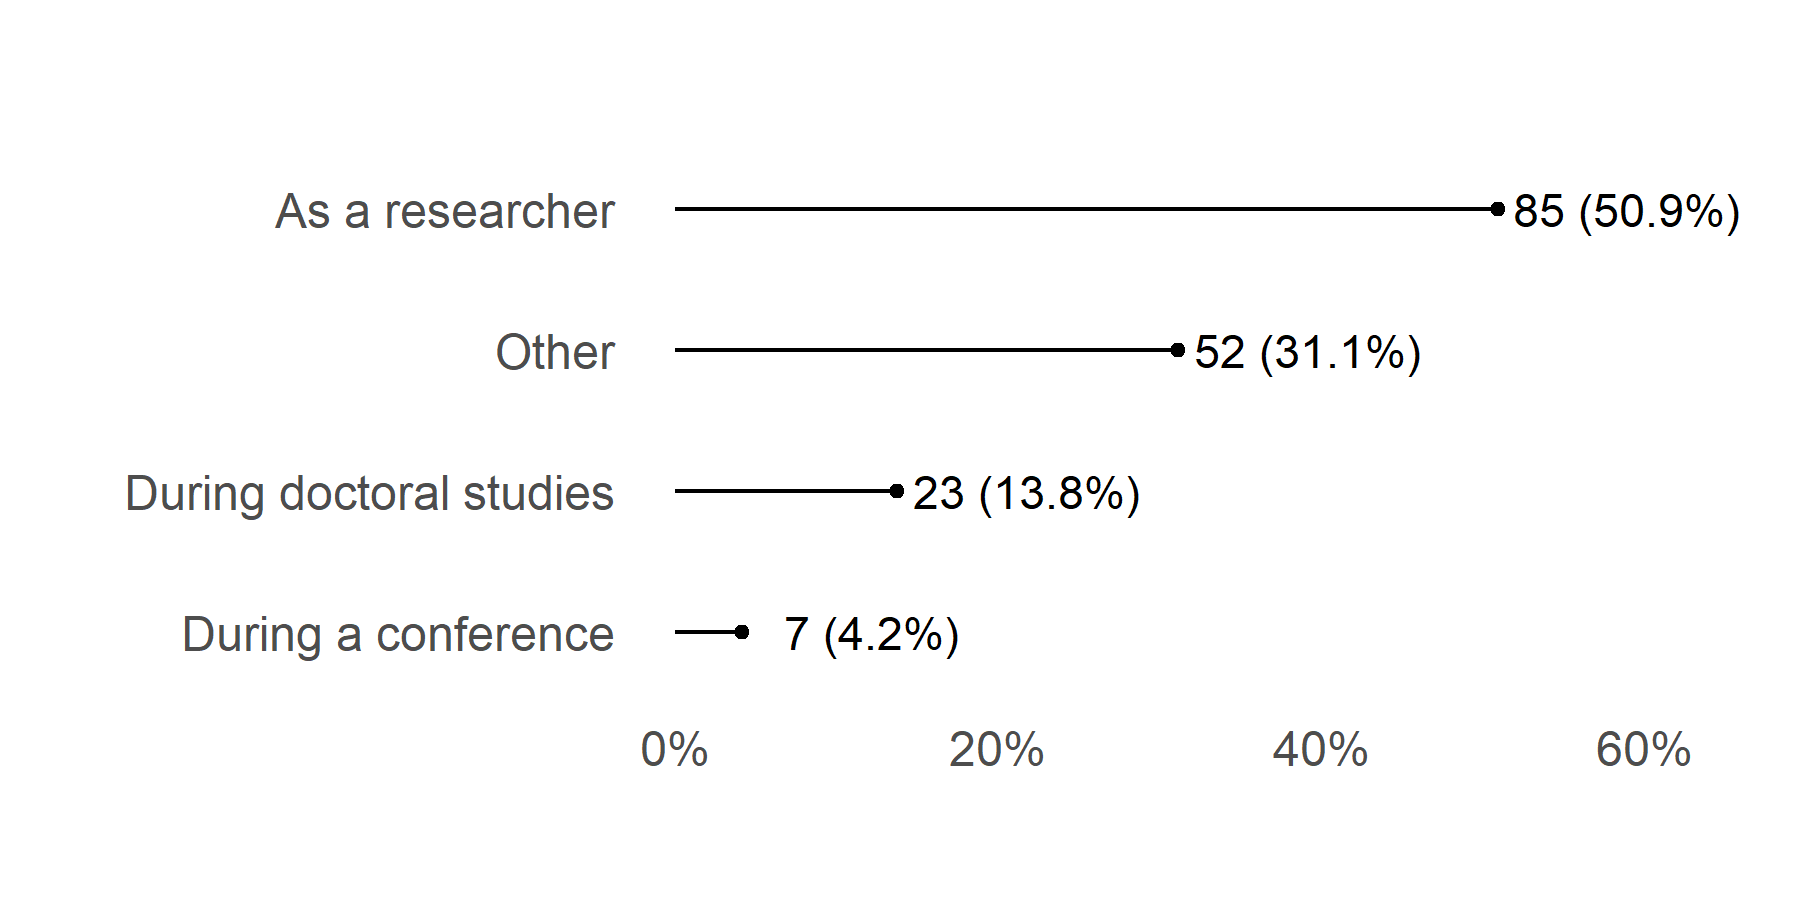 As a researcher 85 (50.9%)
Other 52 (31.1%)
During doctoral studies 23 (13.8%)
During a conference 7 (4.2%)
0% 20% 40% 60%